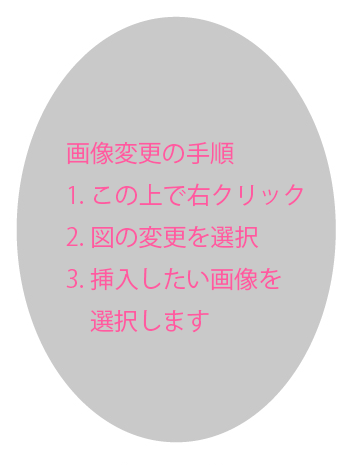 画像変更の手順
1. この上で右クリック
2. 図の変更を選択
3. 挿入したい画像を
選択します